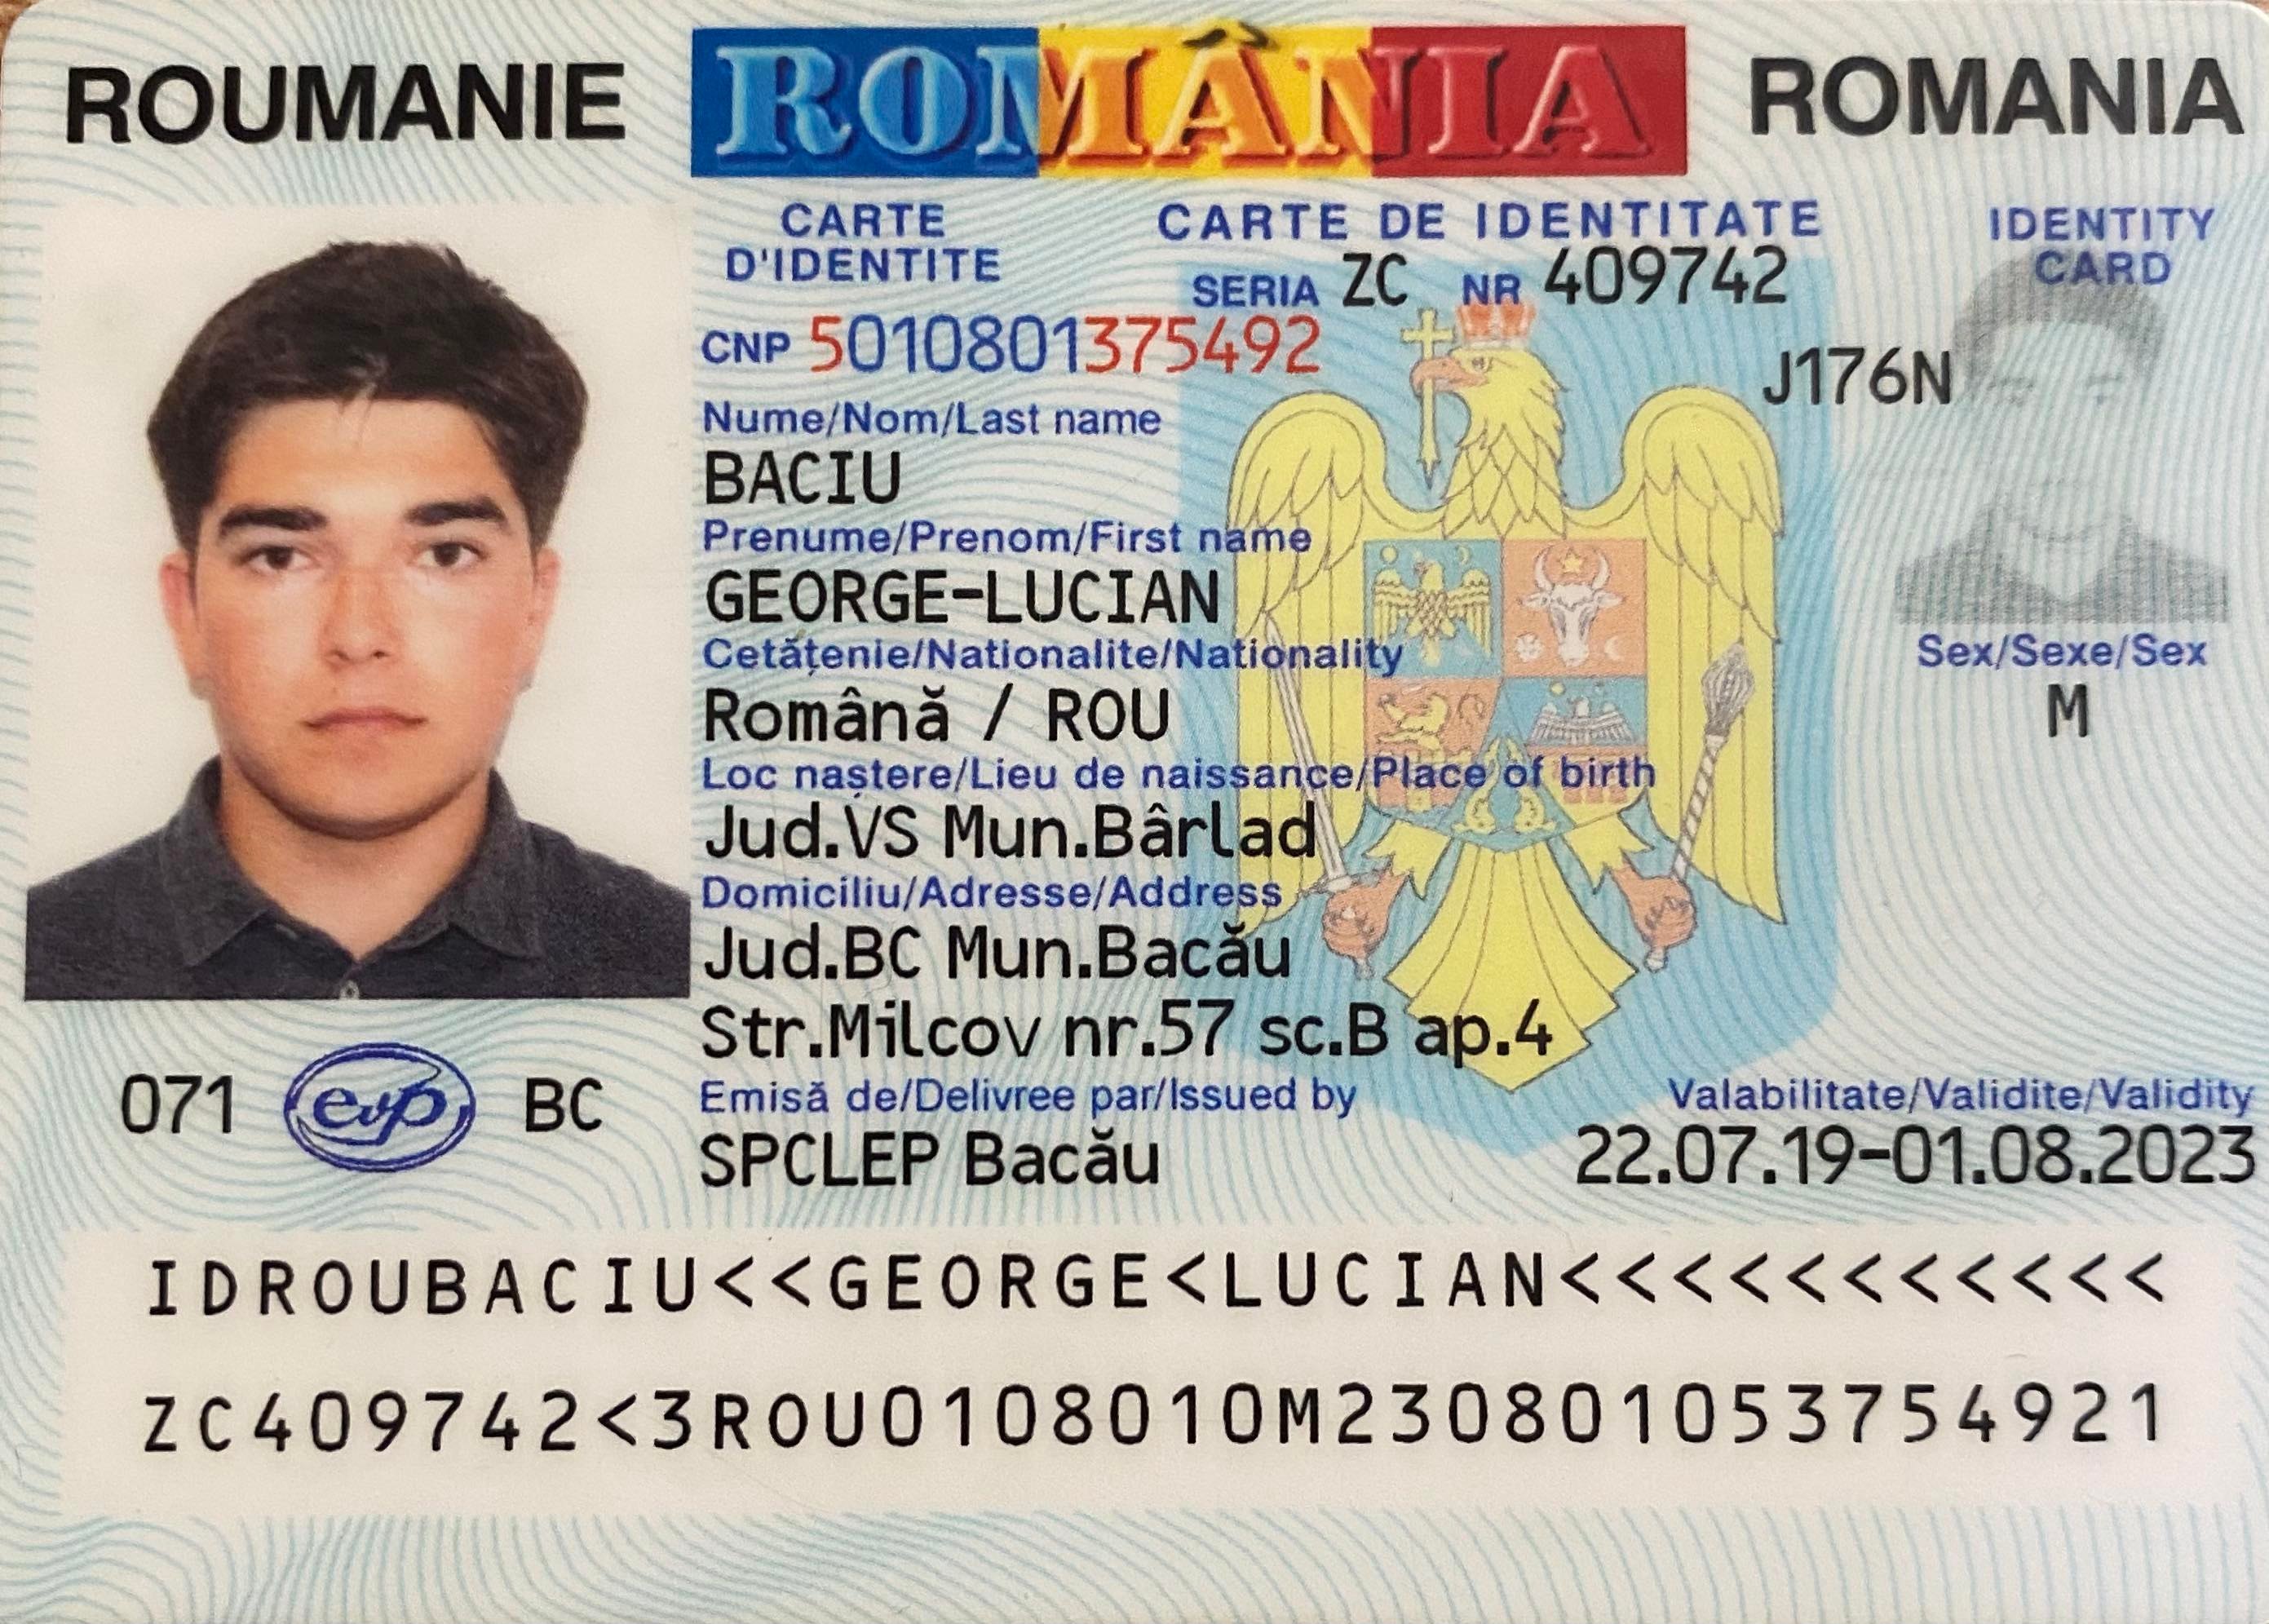 ROUMANIE ROMÂNIA ROMANIA
CARTE D'IDENTITE
CARTE DE IDENTITATE
IDENTITY CARD
SERIA ZC NR 409742
CNP 5010801375492
J176N
Nume/Nom/Last name
BACIU
Prenume/Prenom/First name
GEORGE-LUCIAN
Cetăţenie/Nationalite/Nationality
Română / ROU
Sex/Sexe/Sex
M
Loc naştere/Lieu de naissance/Place of birth
Jud.VS Mun.Bârlad
Domiciliu/Adresse/Address
Jud.BC Mun.Bacău
Str.Milcov nr.57 sc.B ap.4
071 evp BC
Emisă de/Delivree par/Issued by
SPCLEP Bacău
Valabilitate/Validite/Validity
22.07.19-01.08.2023
IDROUBACIU<<GEORGE<LUCIAN<<<<<<<<<<<
ZC409742<3ROU0108010M230801053754921